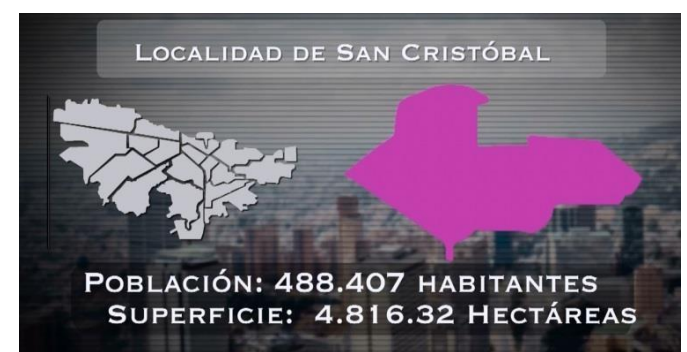 Localidad de San Cristóbal
Población: 488.407 habitantes
Superficie: 4.816.32 Hectáreas